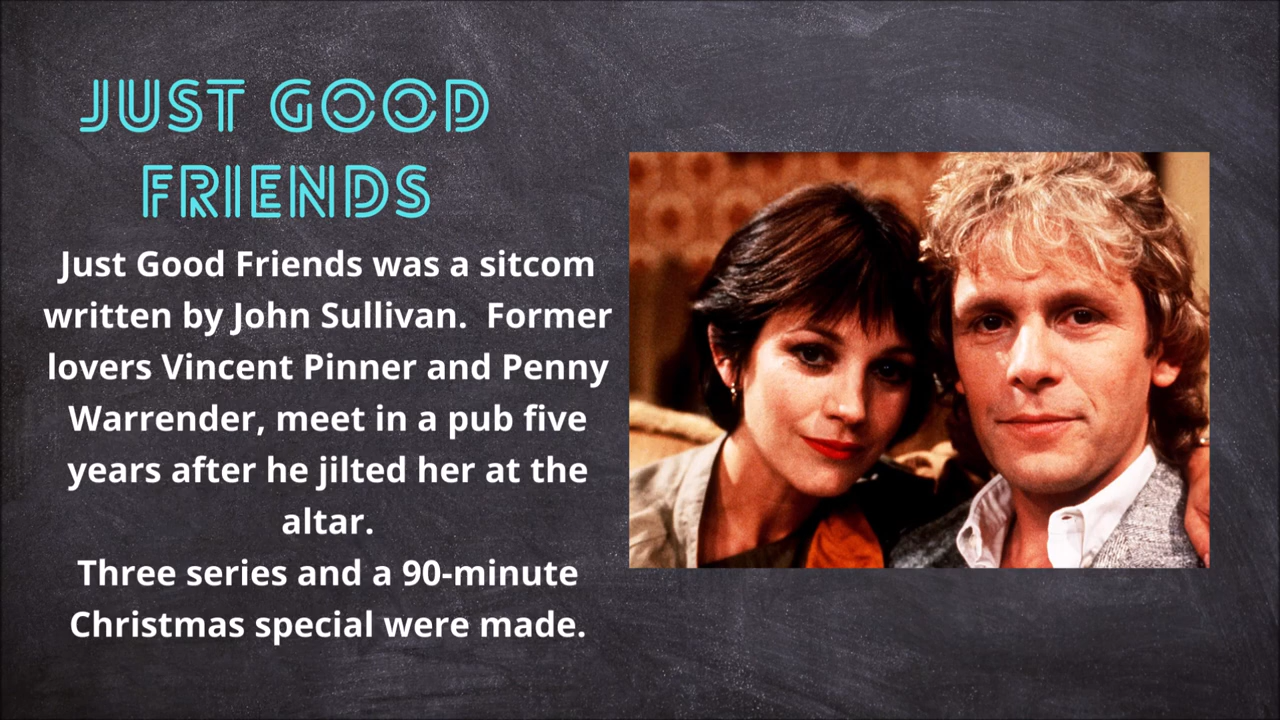 JUST GOOD
FRIENDS
Just Good Friends was a sitcom
written by John Sullivan.  Former
lovers Vincent Pinner and Penny
Warrender, meet in a pub five
years after he jilted her at the
altar.
Three series and a 90-minute
Christmas special were made.